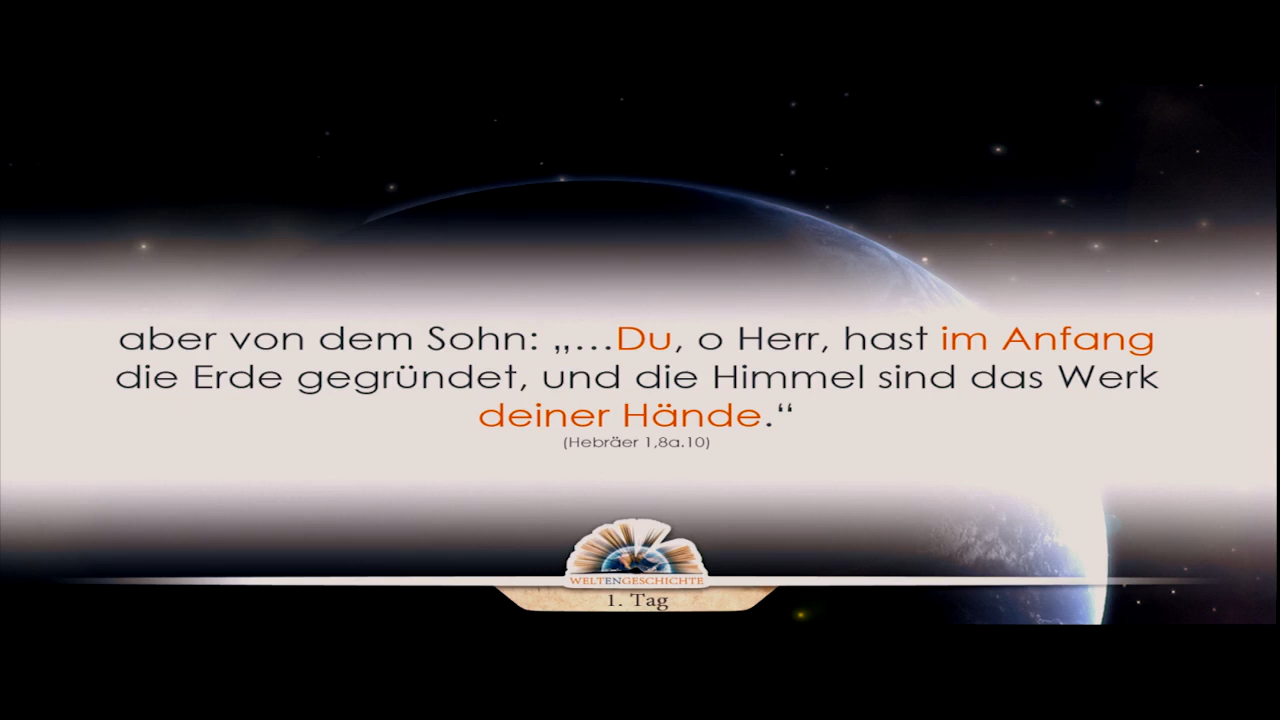 aber von dem Sohn: „…Du, o Herr, hast im Anfang
die Erde gegründet, und die Himmel sind das Werk
deiner Hände.“
(Hebräer 1,8a.10)
WELTENGESCHICHTE
1. Tag